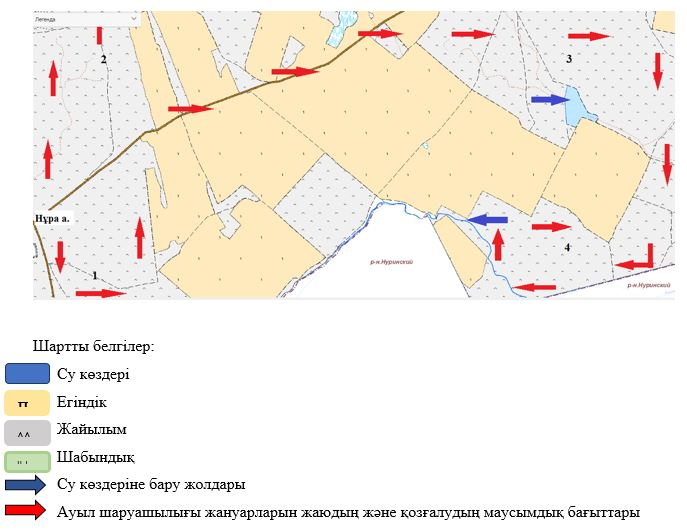 Легенда
2
3
Нұра а.
1
4
р-н.Нуринский
р-н.Нуринский
Шартты белгілер:
Су көздері
Егіндік
Жайылым
Шабындық
Су көздеріне бару жолдары
Ауыл шаруашылығы жануарларын жаюдың және қозғалудың маусымдық бағыттары